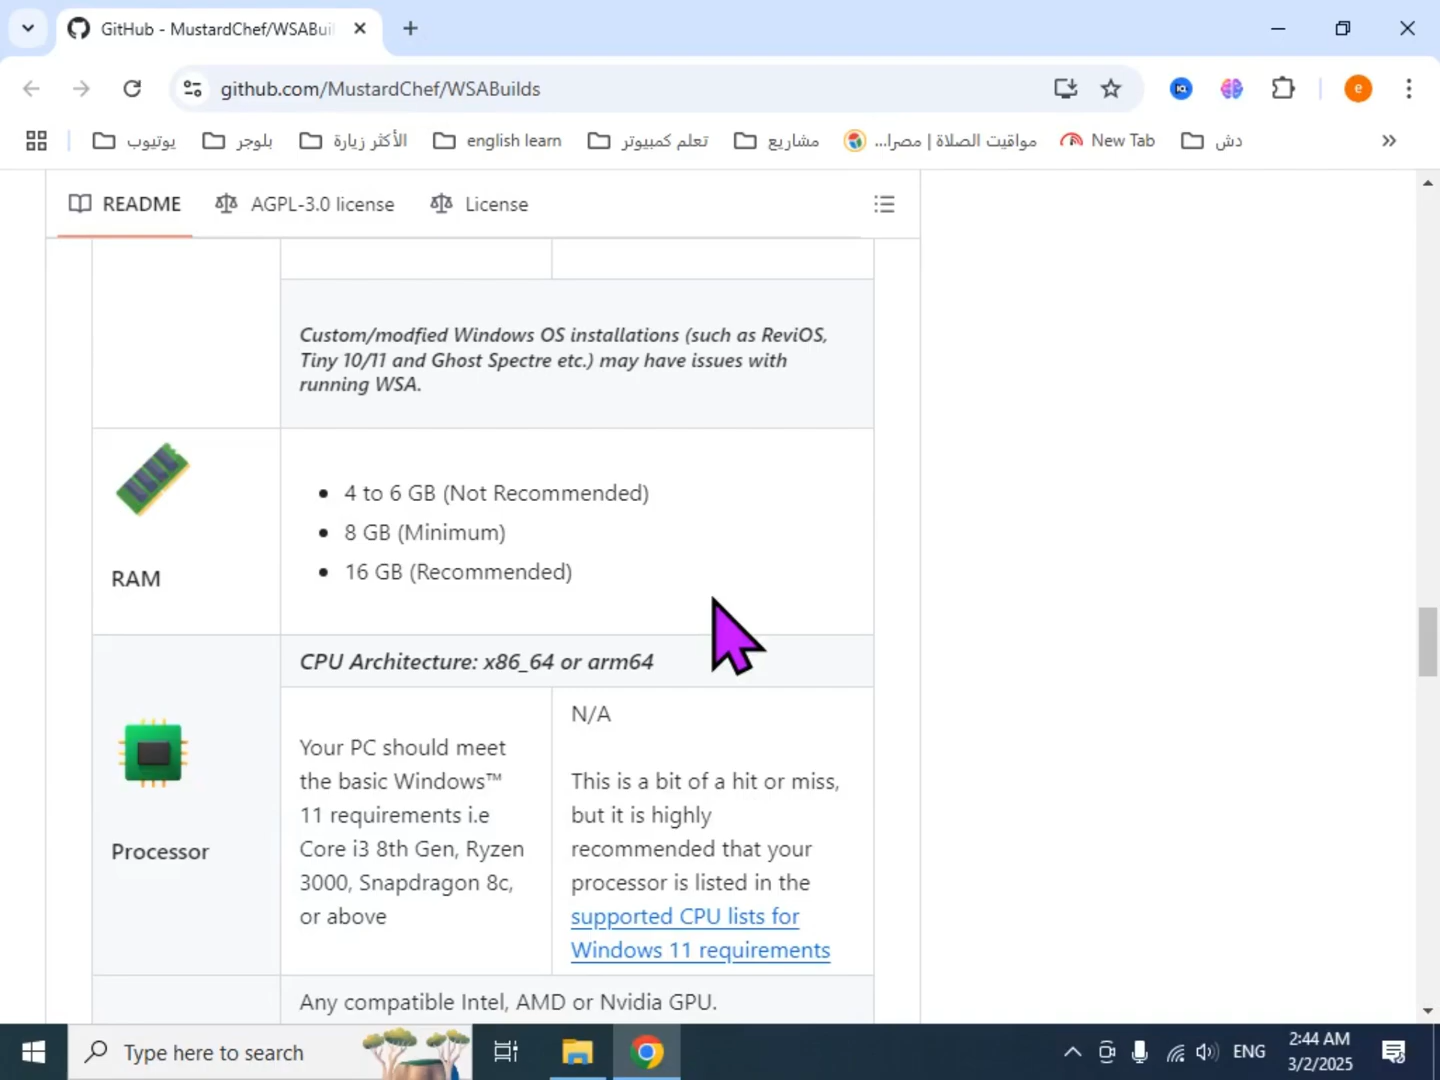 GitHub - MustardChef/WSABui
github.com/MustardChef/WSABuilds
يوتيوب
بلوجر
الأكثر زيارة
english learn
تعلم كمبيوتر
مشاريع
مواقيت الصلاة | مصرا...
New Tab
دش
README
AGPL-3.0 license
License
Custom/modfied Windows OS installations (such as ReviOS,
Tiny 10/11 and Ghost Spectre etc.) may have issues with
running WSA.
RAM
• 4 to 6 GB (Not Recommended)
• 8 GB (Minimum)
• 16 GB (Recommended)
Processor
CPU Architecture: x86_64 or arm64
Your PC should meet
the basic Windows™
11 requirements i.e
Core i3 8th Gen, Ryzen
3000, Snapdragon 8c,
or above
N/A
This is a bit of a hit or miss,
but it is highly
recommended that your
processor is listed in the
supported CPU lists for
Windows 11 requirements
Any compatible Intel, AMD or Nvidia GPU.
Type here to search
ENG
2:44 AM
3/2/2025